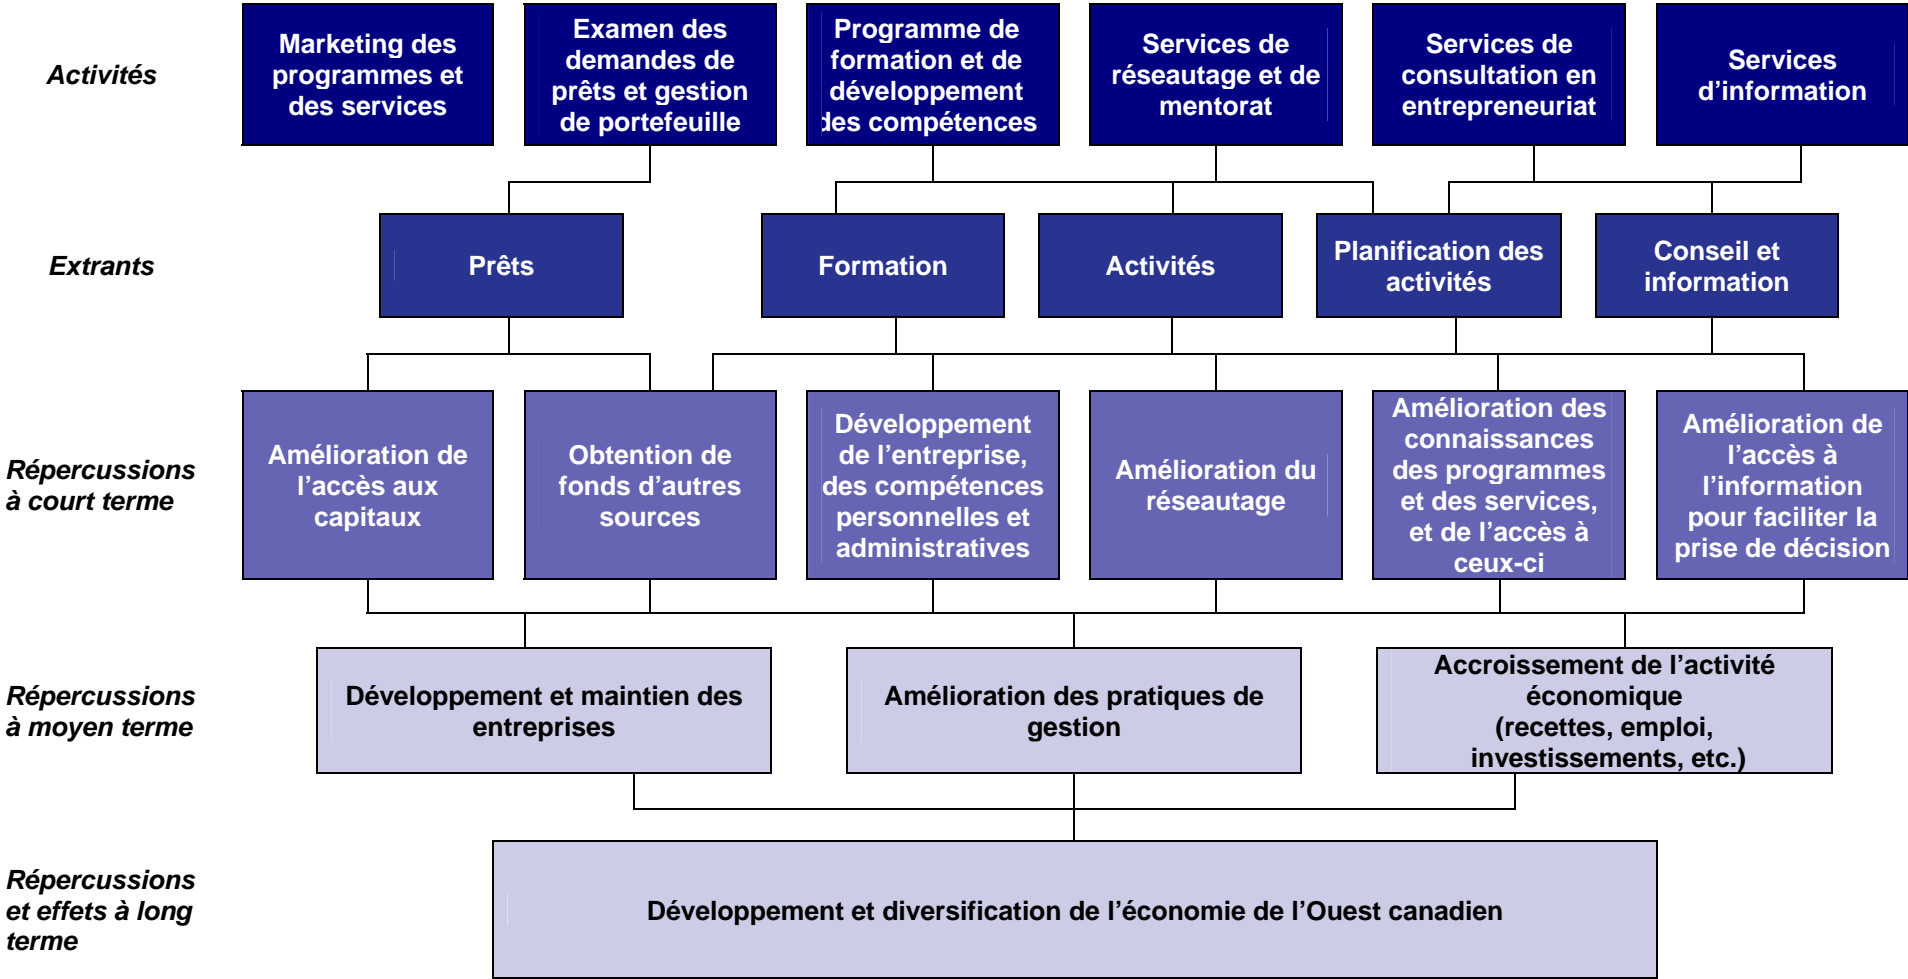 Activités
Marketing des
programmes et
des services
Examen des
demandes de
prêts et gestion
de portefeuille
Programme de
formation et de
développement
des compétences
Services de
réseautage et de
mentorat
Services de
consultation en
entrepreneuriat
Services
d’information
Extrants
Prêts
Formation
Activités
Planification des
activités
Conseil et
information
Répercussions
à court terme
Amélioration de
l’accès aux
capitaux
Obtention de
fonds d’autres
sources
Développement
de l’entreprise,
des compétences
personnelles et
administratives
Amélioration du
réseautage
Amélioration des
connaissances
des programmes
et des services,
et de l’accès à
ceux-ci
Amélioration de
l’accès à
l’information
pour faciliter la
prise de décision
Répercussions
à moyen terme
Développement et maintien des
entreprises
Amélioration des pratiques de
gestion
Accroissement de l’activité
économique
(recettes, emploi,
investissements, etc.)
Répercussions
et effets à long
terme
Développement et diversification de l’économie de l’Ouest canadien